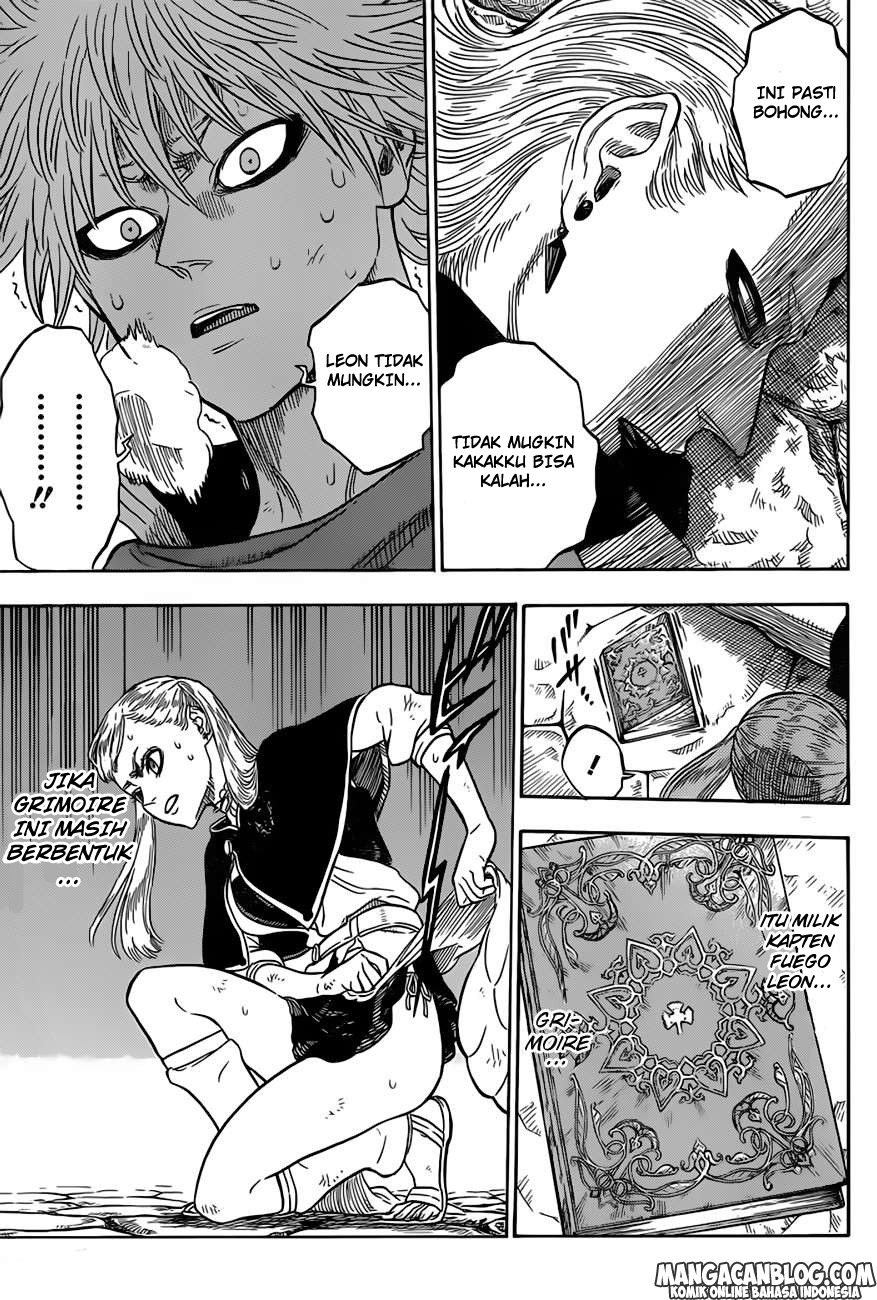 INI PASTI
BOHONG...
TIDAK MUGKIN
KAKAKKU BISA
KALAH...
LEON TIDAK
MUNGKIN...
.........
.........!!
!
ITU MILIK
KAPTEN
FUEGO
LEON...
GRI-
MOIRE
...
JIKA
GRIMOIRE
INI MASIH
BERBENTUK
...
MANGACANBLOG.COM
KOMIK ONLINE BAHASA INDONESIA